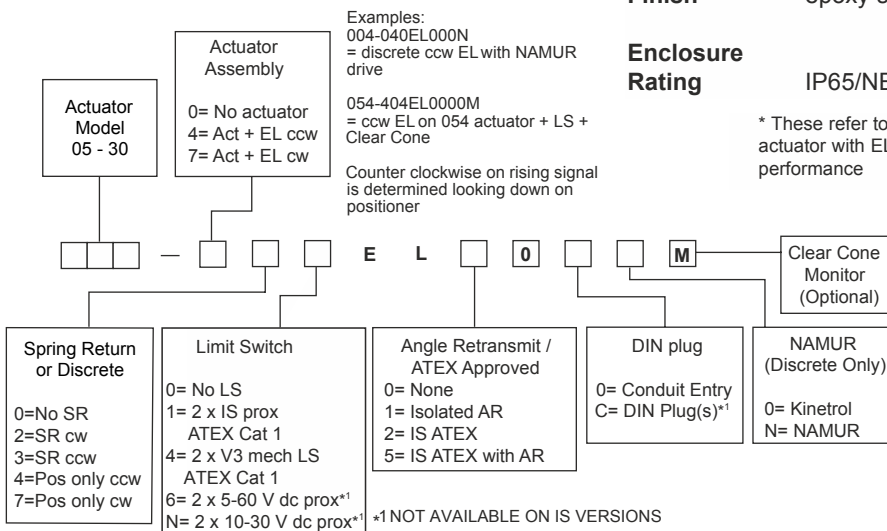 Finish
Enclosure
Rating
* These refer to
actuator with EL
performance
Examples:
004-040EL000N
= discrete ccw EL with NAMUR
drive
054-404EL0000M
= ccw EL on 054 actuator + LS +
Clear Cone
Counter clockwise on rising signal
is determined looking down on
positioner
Actuator
Assembly
0= No actuator
4= Act + EL ccw
7= Act + EL cw
Actuator
Model
05 - 30
— E L 0 M
Clear Cone
Monitor
(Optional)
Spring Return
or Discrete
0=No SR
2=SR cw
3=SR ccw
4=Pos only ccw
7=Pos only cw
Limit Switch
0= No LS
1= 2 x IS prox
ATEX Cat 1
4= 2 x V3 mech LS
ATEX Cat 1
6= 2 x 5-60 V dc prox*1
N= 2 x 10-30 V dc prox*1
Angle Retransmit /
ATEX Approved
0= None
1= Isolated AR
2= IS ATEX
5= IS ATEX with AR
DIN plug
0= Conduit Entry
C= DIN Plug(s)*1
NAMUR
(Discrete Only)
0= Kinetrol
N= NAMUR
*1 NOT AVAILABLE ON IS VERSIONS